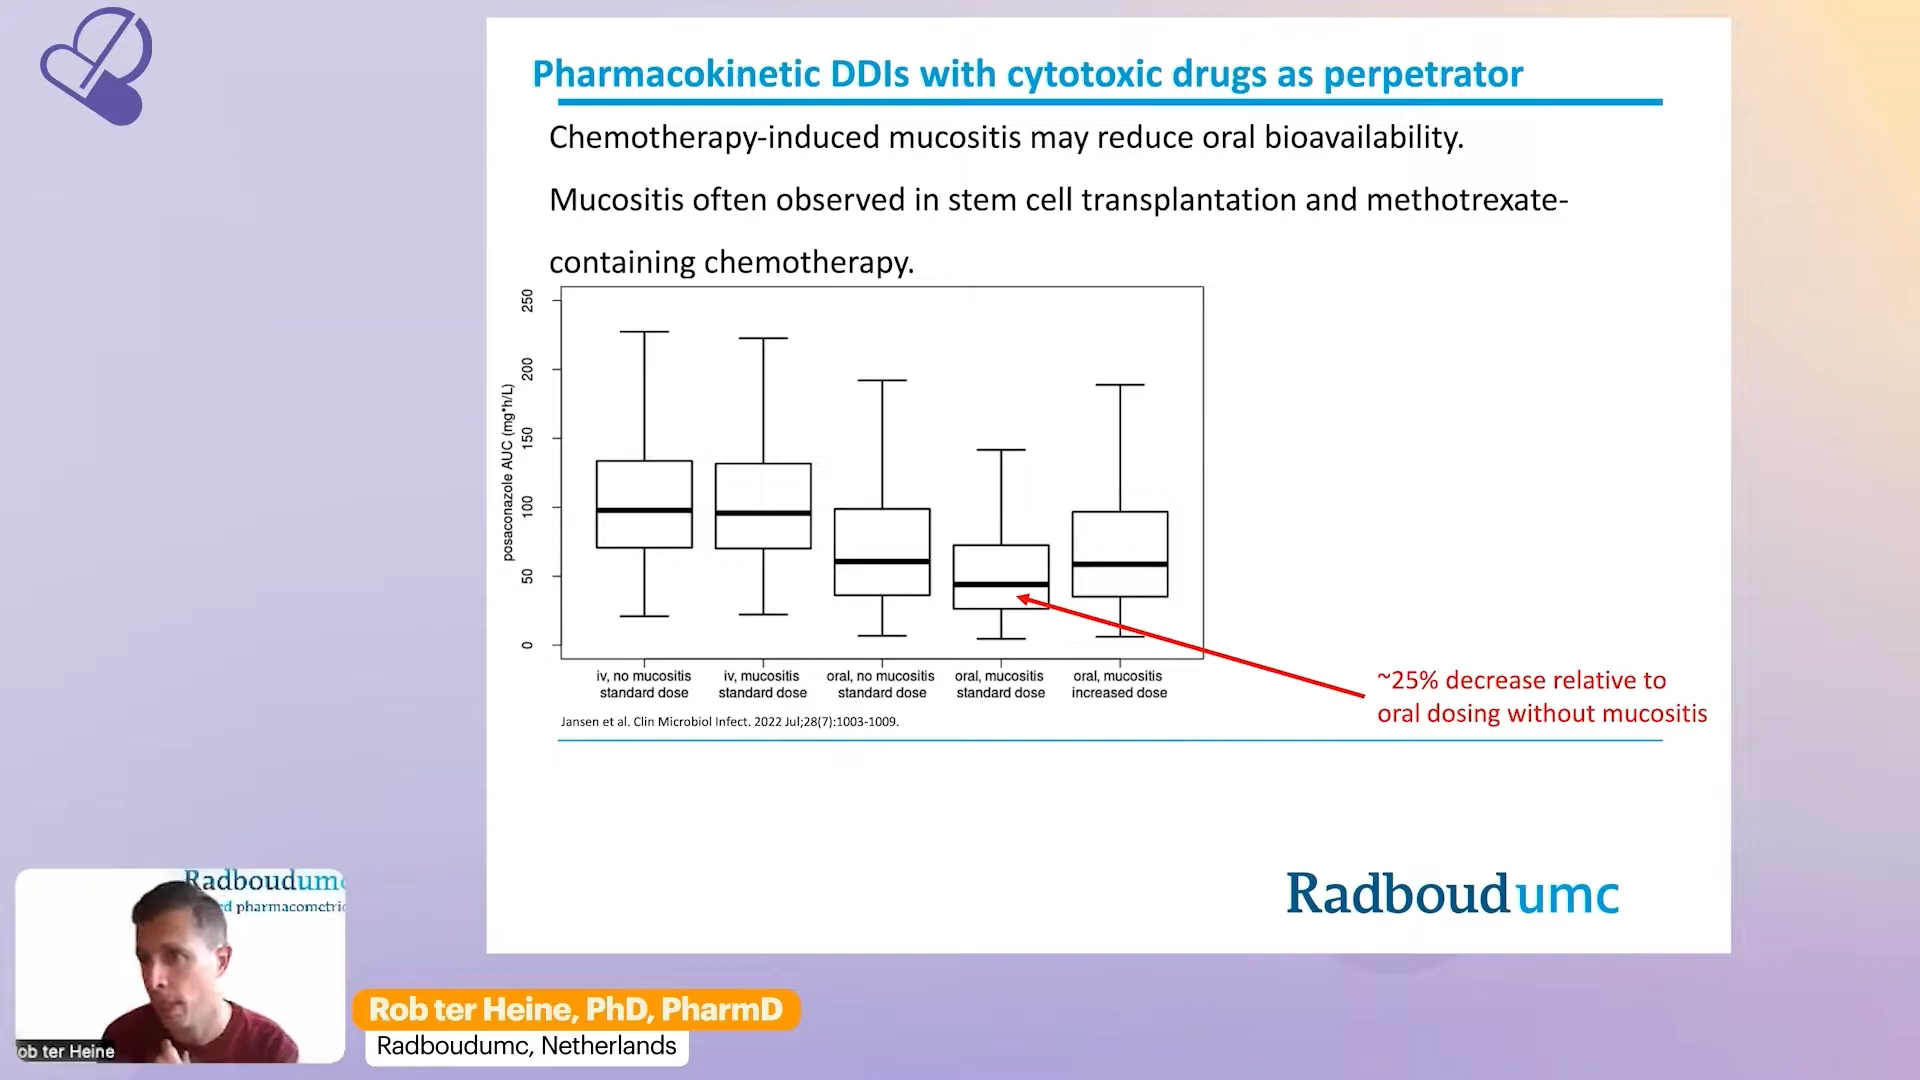 Pharmacokinetic DDIs with cytotoxic drugs as perpetrator
Chemotherapy-induced mucositis may reduce oral bioavailability.
Mucositis often observed in stem cell transplantation and methotrexate-
containing chemotherapy.
posaconazole AUC (mg*h/L)
250
200
150
100
50
0
iv, no mucositis
standard dose
iv, mucositis
standard dose
oral, no mucositis
standard dose
oral, mucositis
standard dose
oral, mucositis
increased dose
~25% decrease relative to
oral dosing without mucositis
Jansen et al. Clin Microbiol Infect. 2022 Jul;28(7):1003-1009.
Radboudumc
Radboudumc
pharmacometric
ob ter Heine
Rob ter Heine, PhD, PharmD
Radboudumc, Netherlands